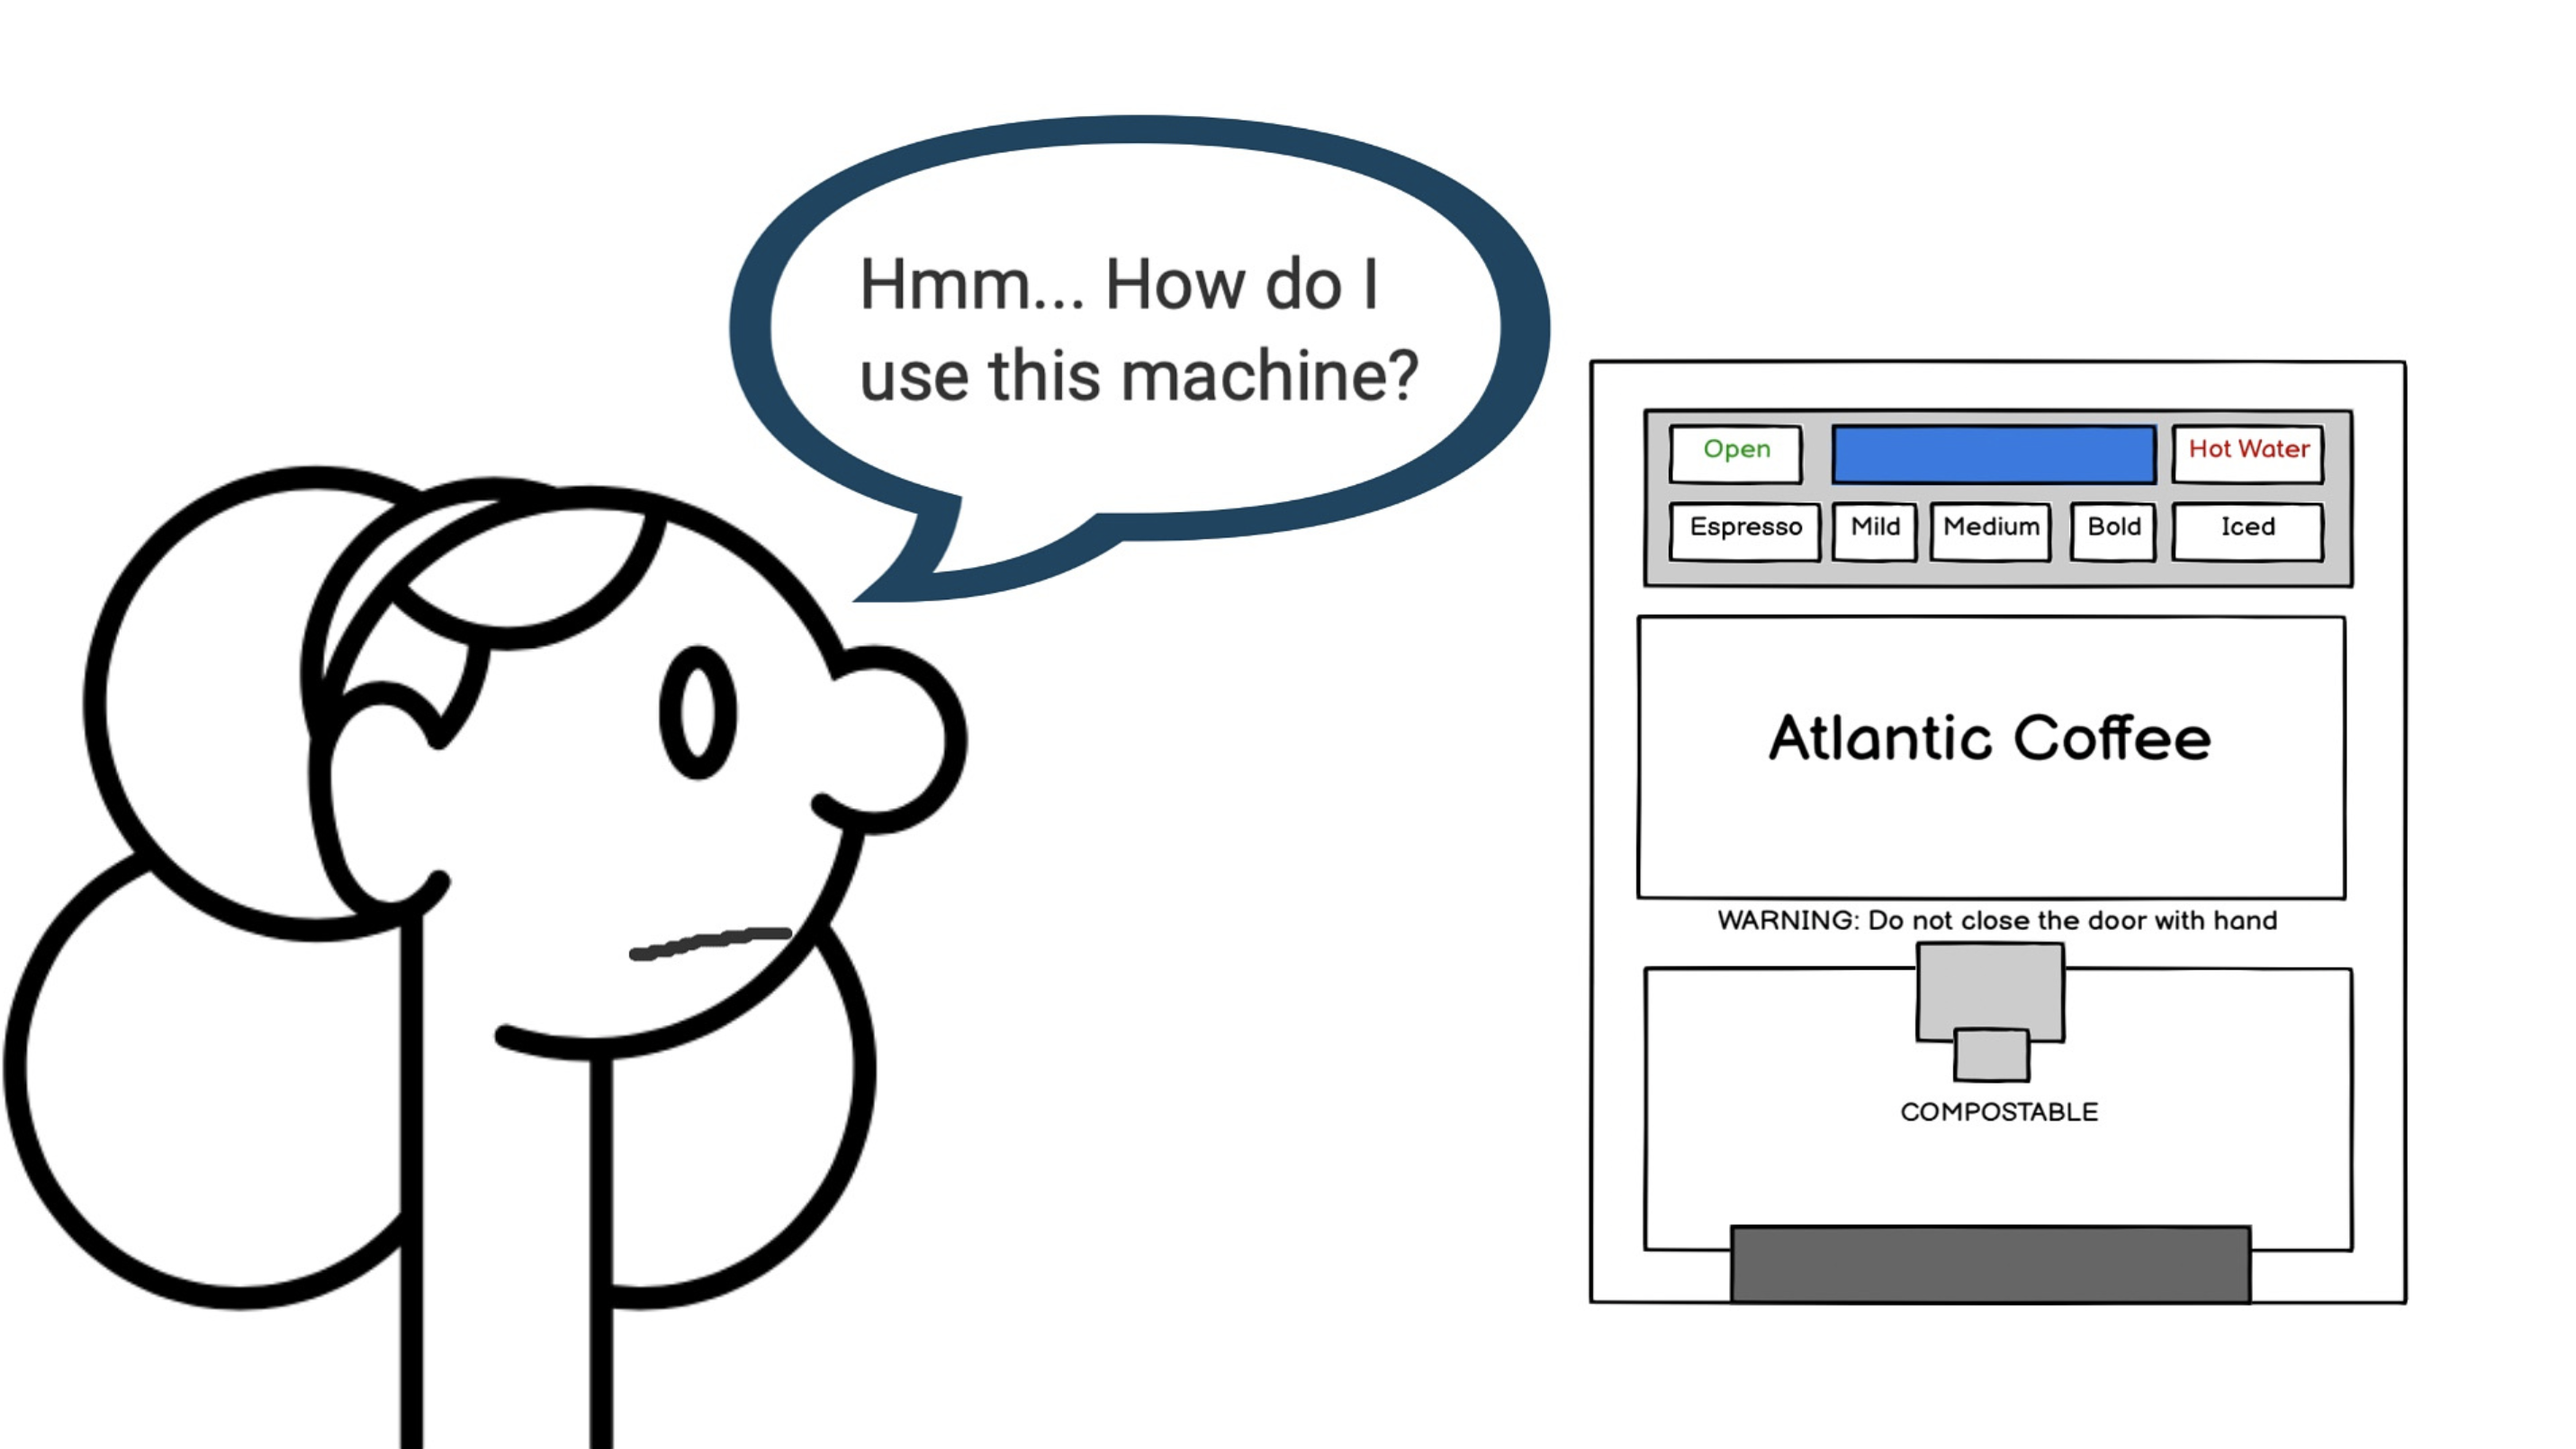 Hmm... How do I
use this machine?
Open
Hot Water
Espresso
Mild
Medium
Bold
Iced
Atlantic Coffee
WARNING: Do not close the door with hand
COMPOSTABLE